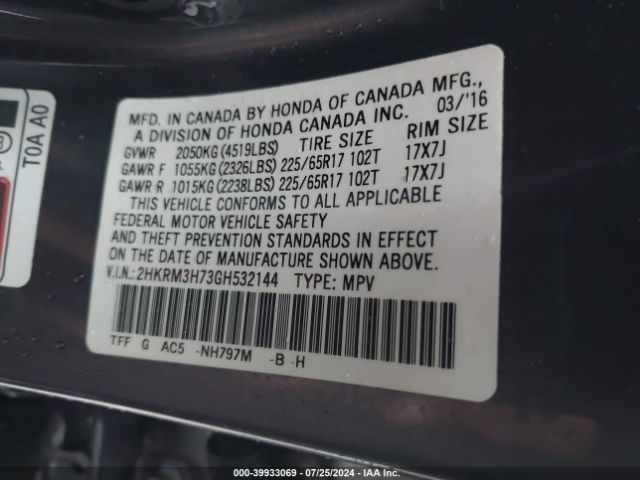 MFD. IN CANADA BY HONDA OF CANADA MFG.,
A DIVISION OF HONDA CANADA INC. 03/'16
GVWR 2050KG(4519LBS) TIRE SIZE RIM SIZE
GAWR F 1055KG(2326LBS) 225/65R17 102T 17X7J
GAWR R 1015KG(2238LBS) 225/65R17 102T 17X7J
THIS VEHICLE CONFORMS TO ALL APPLICABLE
FEDERAL MOTOR VEHICLE SAFETY
AND THEFT PREVENTION STANDARDS IN EFFECT
ON THE DATE OF MANUFACTURE SHOWN ABOVE.
V.I.N.: 2HKRM3H73GH532144 TYPE: MPV
TFF G AC5 -NH797M -B -H
T0A A0
000-39933069 - 07/25/2024 - IAAI.COM